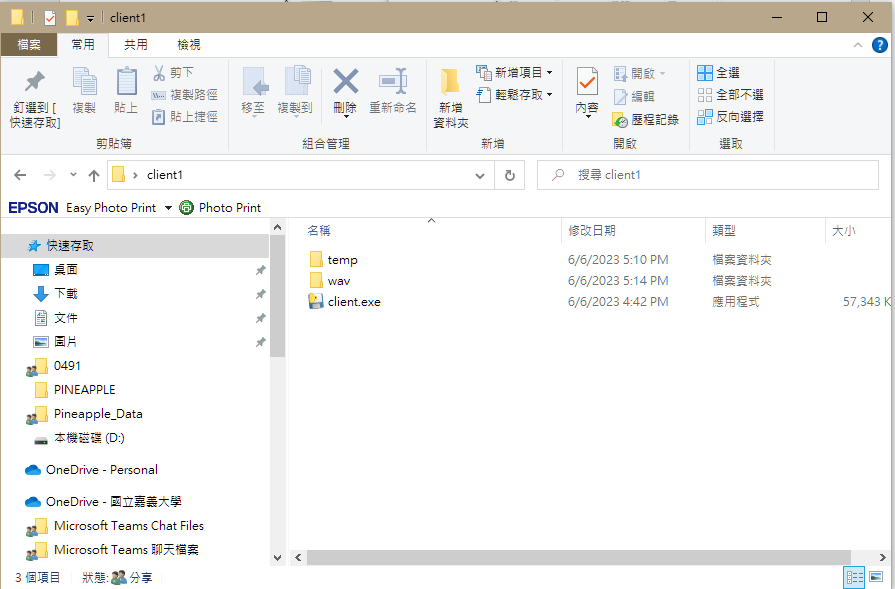 client1
檔案 常用 共用 檢視
釘選到 [快速存取]
複製
貼上
剪下
複製路徑
貼上捷徑
剪貼簿
移至
複製到
刪除
重新命名
組合管理
新增資料夾
新增項目
輕鬆存取
新增
內容
開啟
編輯
歷程記錄
開啟
全選
全部不選
反向選擇
選取
client1
搜尋 client1
EPSON Easy Photo Print Photo Print
快速存取
桌面
下載
文件
圖片
0491
PINEAPPLE
Pineapple_Data
本機磁碟 (D:)
OneDrive - Personal
OneDrive - 國立嘉義大學
Microsoft Teams Chat Files
Microsoft Teams 聊天檔案
名稱 修改日期 類型 大小
temp 6/6/2023 5:10 PM 檔案資料夾
wav 6/6/2023 5:14 PM 檔案資料夾
client.exe 6/6/2023 4:42 PM 應用程式 57,343 K
3 個項目 狀態: 分享